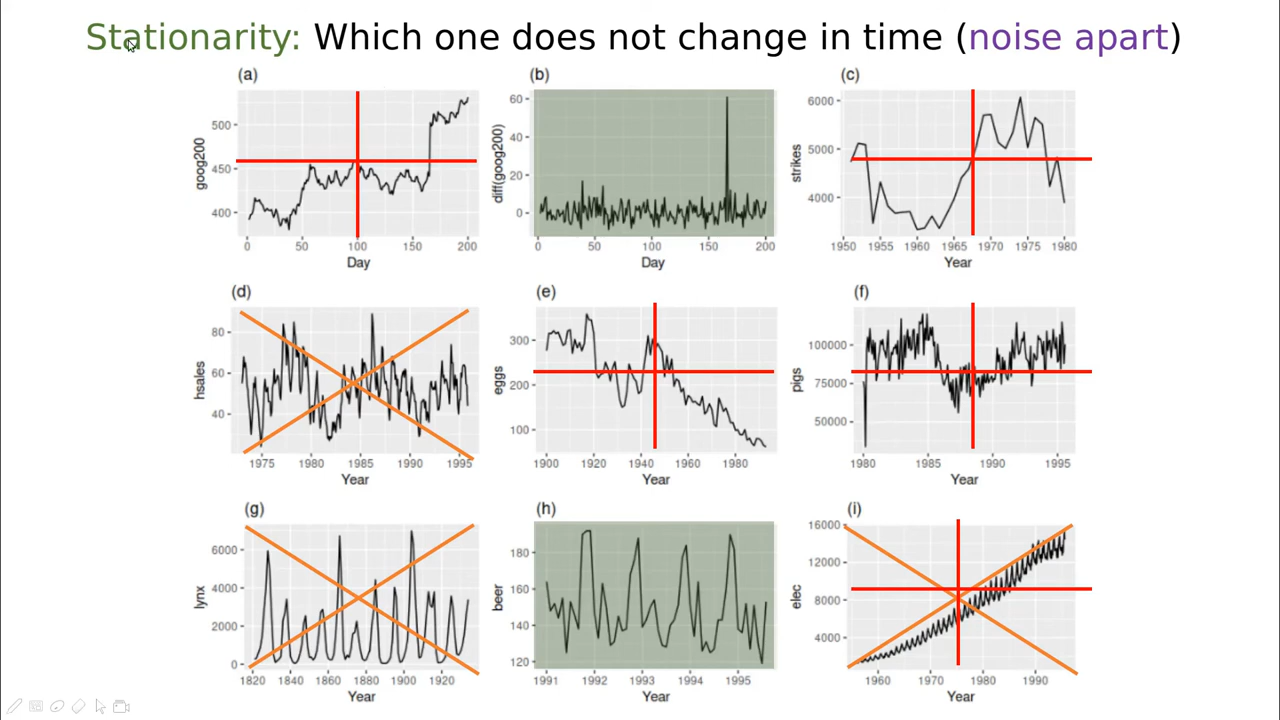 Stationarity: Which one does not change in time (noise apart)
(a)
(b)
(c)
goog200
500
450
400
0
50
100
150
200
Day
diff(goog200)
60
40
20
0
0
50
100
150
200
Day
strikes
6000
5000
4000
1950
1955
1960
1965
1970
1975
1980
Year
(d)
(e)
(f)
hsales
80
60
40
1975
1980
1985
1990
1995
Year
eggs
300
200
100
1900
1920
1940
1960
1980
Year
pigs
100000
75000
50000
1980
1985
1990
1995
Year
(g)
(h)
(i)
lynx
6000
4000
2000
0
1820
1840
1860
1880
1900
1920
Year
beer
180
160
140
120
1991
1992
1993
1994
1995
Year
elec
16000
12000
8000
4000
1960
1970
1980
1990
Year